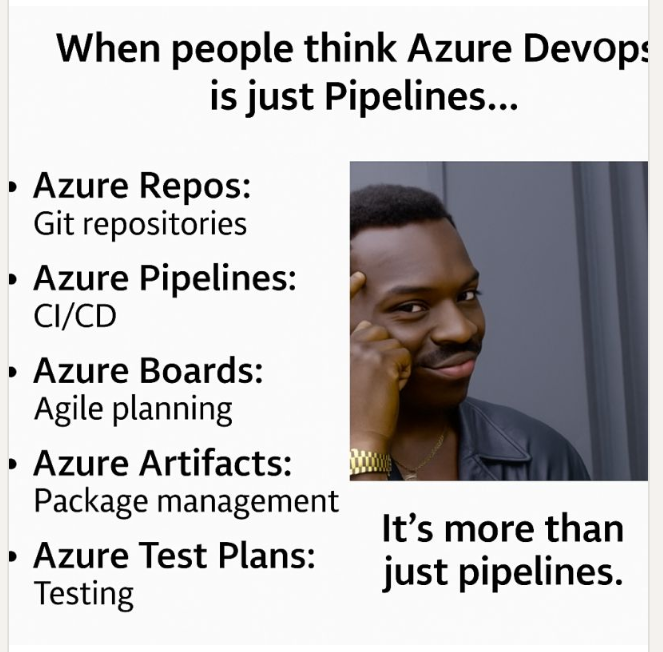 When people think Azure DevOps
is just Pipelines...
• Azure Repos:
Git repositories
• Azure Pipelines:
CI/CD
• Azure Boards:
Agile planning
• Azure Artifacts:
Package management
• Azure Test Plans:
Testing
It’s more than
just pipelines.